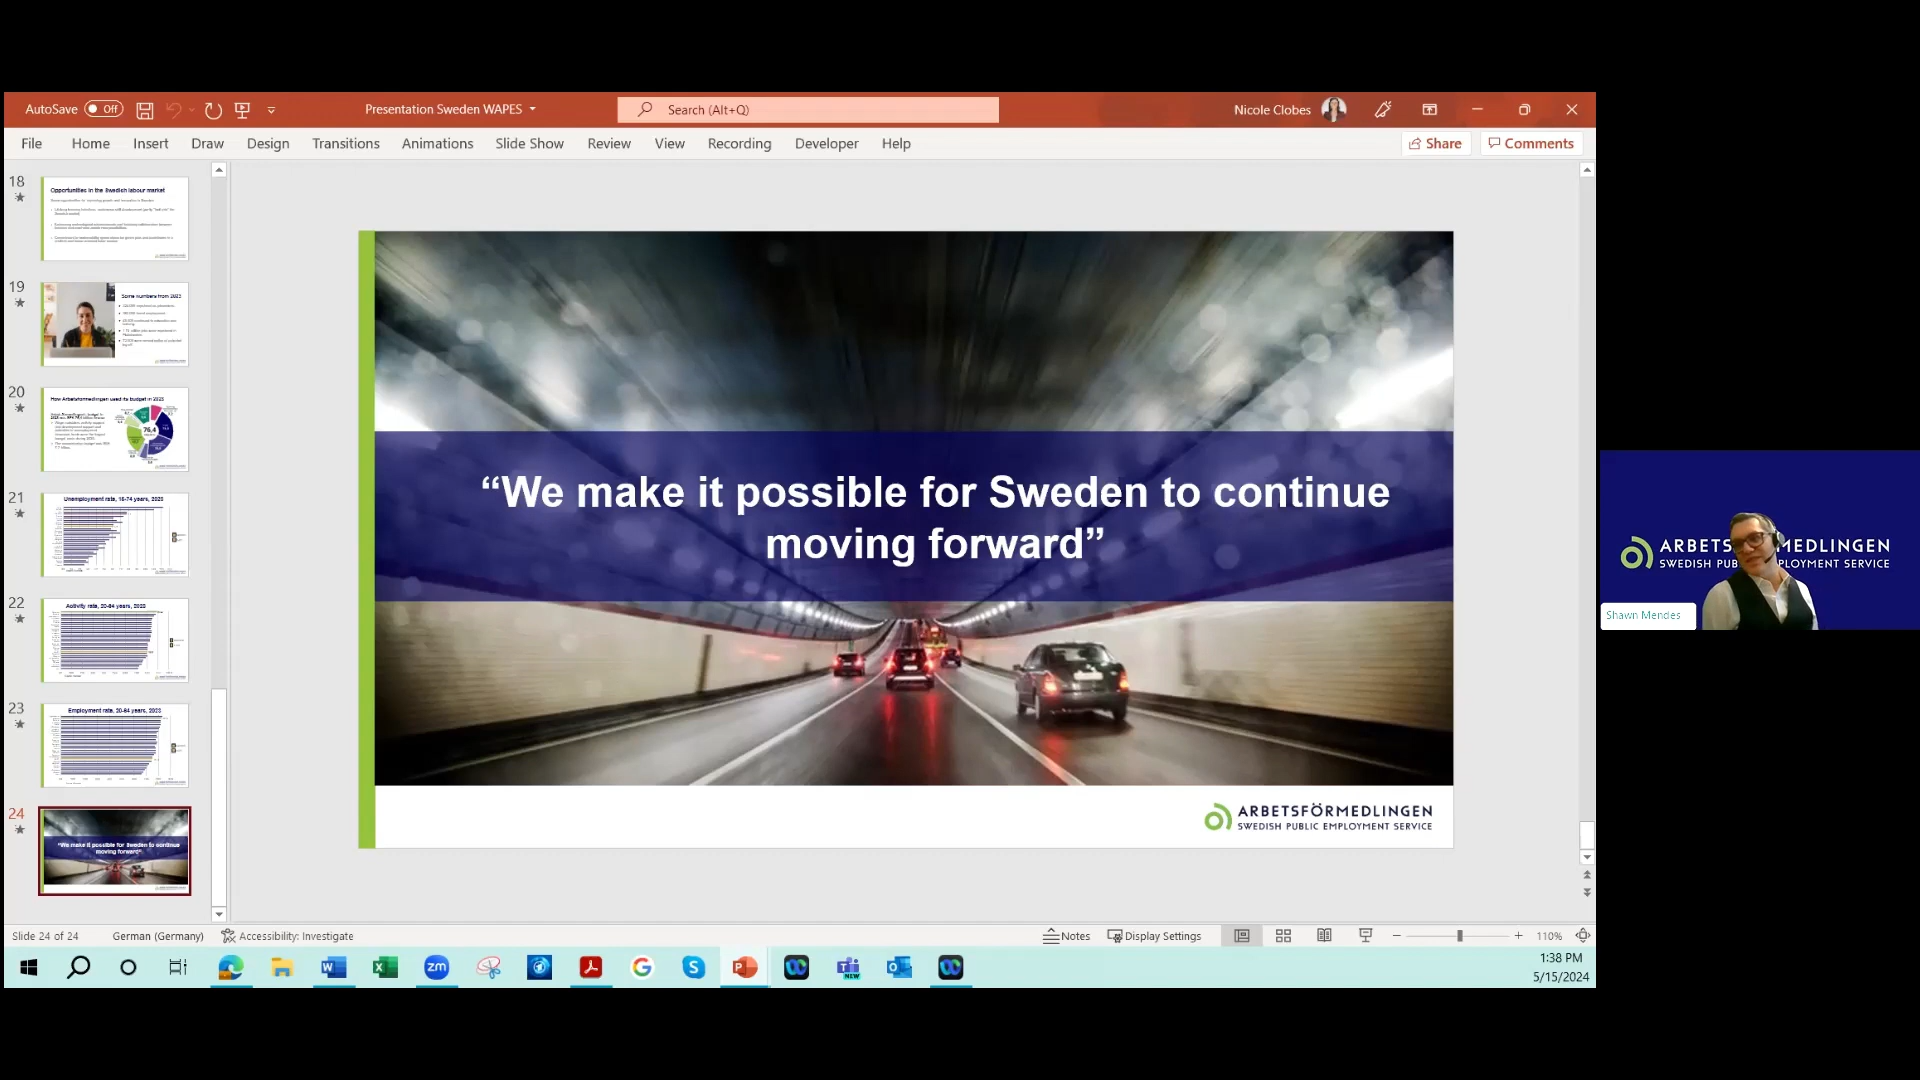 AutoSave Off
Presentation Sweden WAPES
Search (Alt+Q)
Nicole Clobes
File Home Insert Draw Design Transitions Animations Collaborate Slide Show Review View Recording Developer Help
Share Comments
18
Opportunities in the Swedish labour market
19
Some numbers from 2023
20
How Arbetsförmedlingen used its budget in 2023
76,4
21
Unemployment rate, 15-74 years, 2023
22
Activity rate, 20-64 years, 2023
23
Employment rate, 20-64 years, 2023
24
“We make it possible for Sweden to continue
moving forward”
“We make it possible for Sweden to continue
moving forward”
ARBETSFÖRMEDLINGEN
SWEDISH PUBLIC EMPLOYMENT SERVICE
Shawn Mendes
Slide 24 of 24 German (Germany) Accessibility: Investigate
Notes Display Settings 110%
zm
NEW
1:38 PM
5/15/2024